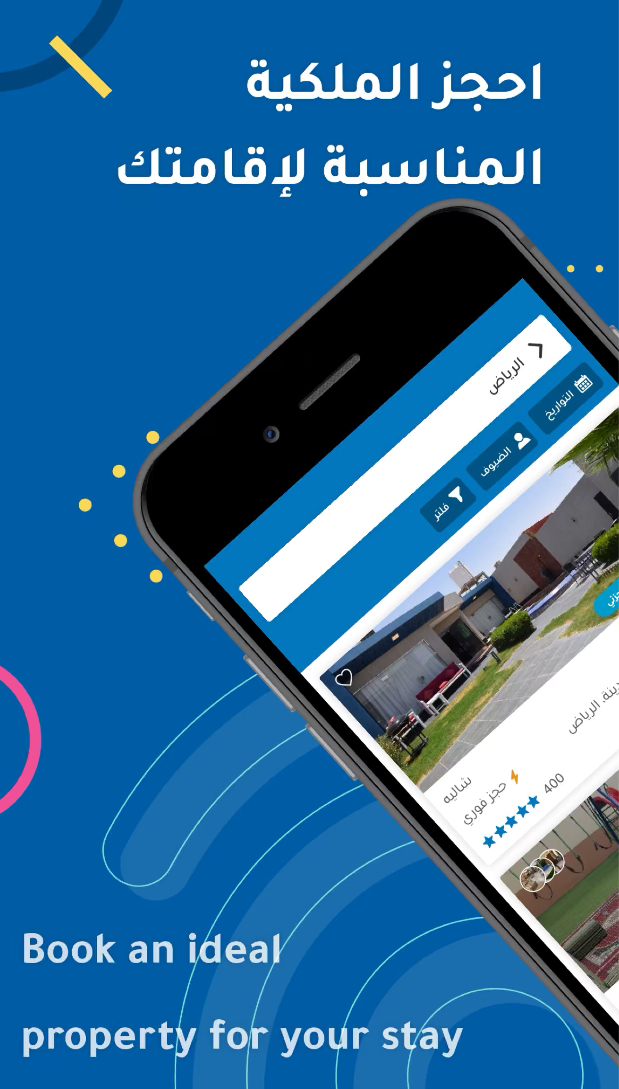 احجز الملكية
المناسبة لإقامتك
الرياض
التواريخ
الضيوف
فلتر
الرياض
شاليه
حجز فوري
400
Book an ideal
property for your stay